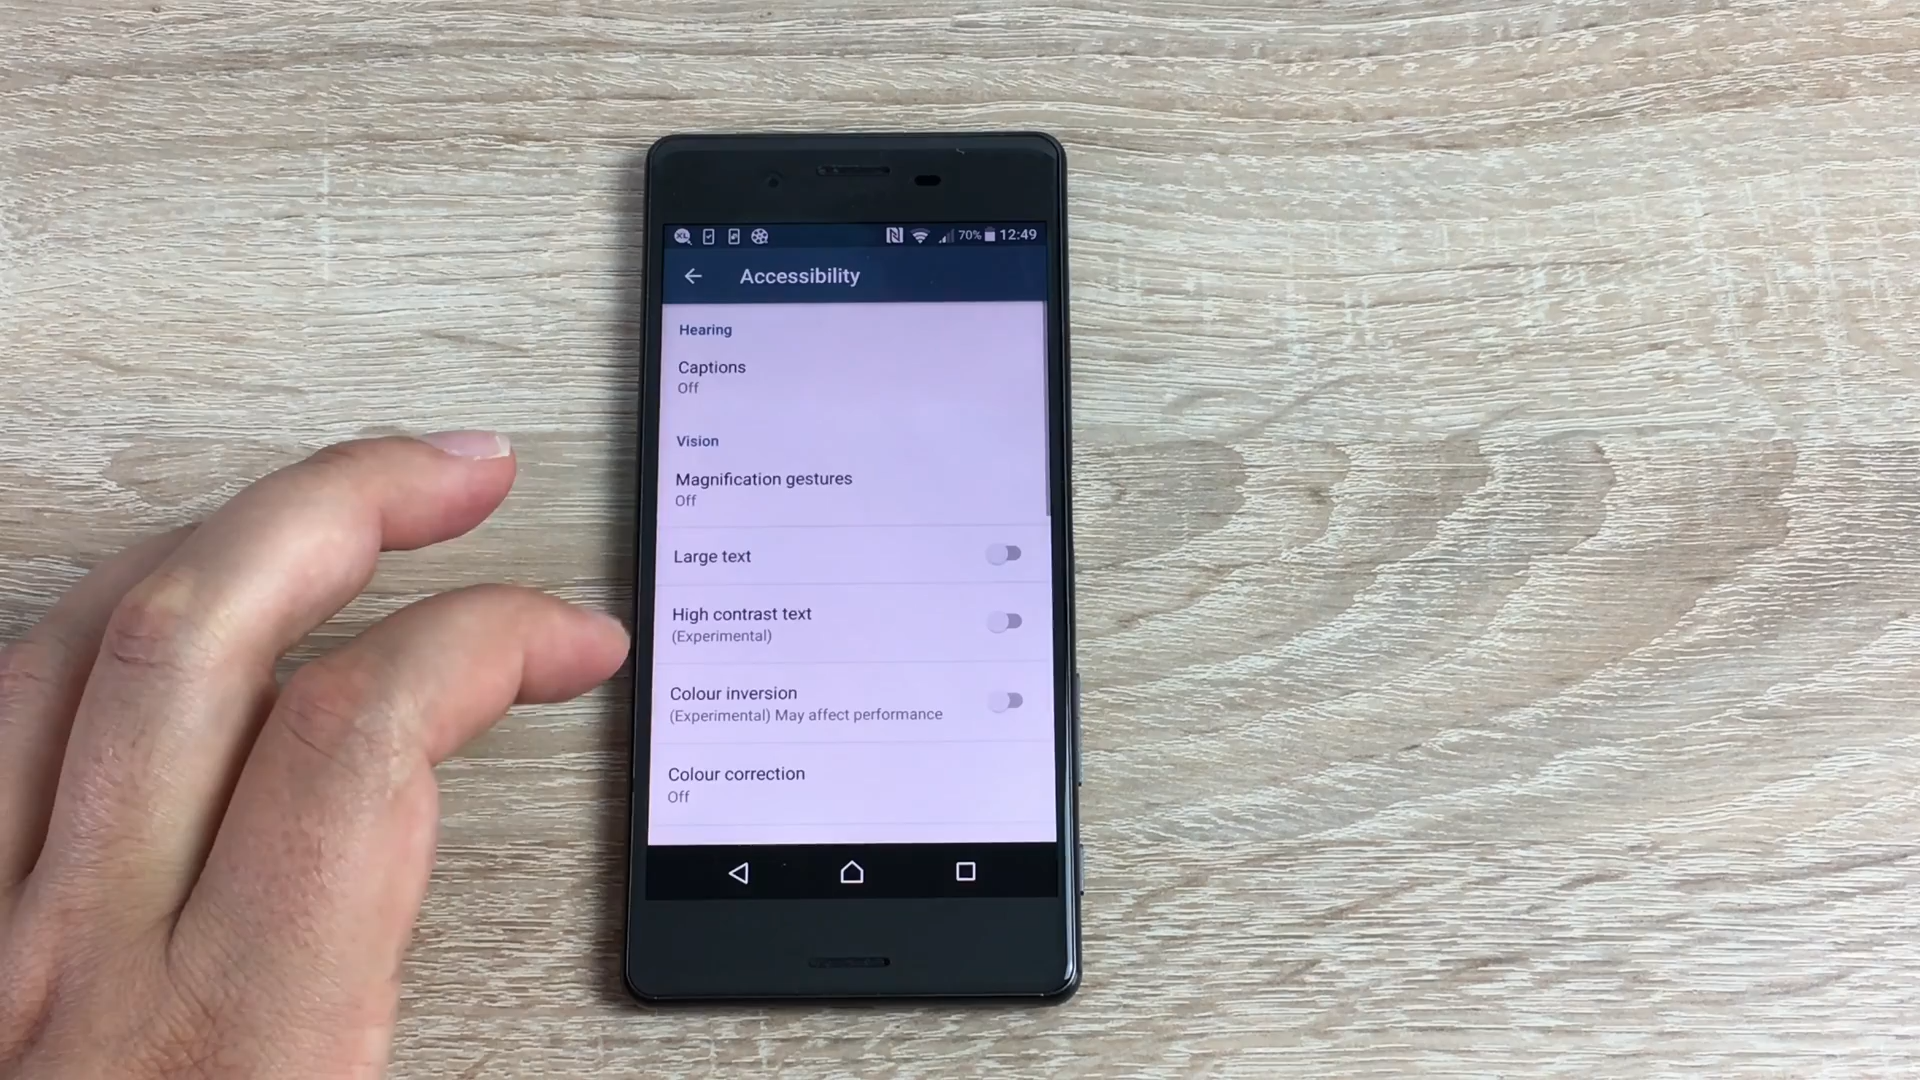 70% 12:49
Accessibility
Hearing
Captions
Off
Vision
Magnification gestures
Off
Large text
High contrast text
(Experimental)
Colour inversion
(Experimental) May affect performance
Colour correction
Off